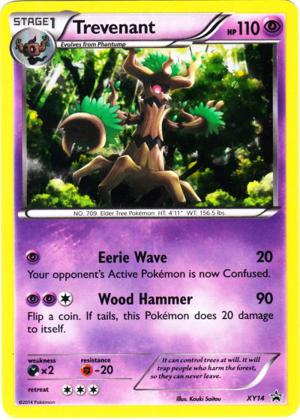 STAGE1
Trevenant
HP110
Evolves from Phantump
NO. 709 Elder Tree Pokémon HT: 4'11" WT: 156.5 lbs.
Eerie Wave 20
Your opponent's Active Pokémon is now Confused.
Wood Hammer 90
Flip a coin. If tails, this Pokémon does 20 damage
to itself.
weakness
×2
resistance
-20
retreat
It can control trees at will. It will
trap people who harm the forest,
so they can never leave.
©2014 Pokémon
Illus. Kouki Saitou
XY14